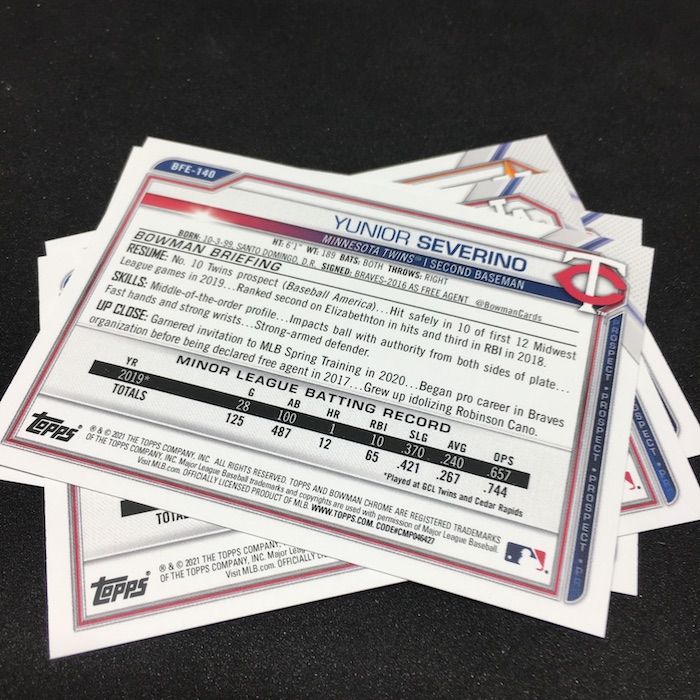 BFE-140
YUNIOR SEVERINO
MINNESOTA TWINS® | SECOND BASEMAN
HT: 6'1" WT: 189 BATS: BOTH THROWS: RIGHT
BORN: 10-3-99, SANTO DOMINGO, D.R. SIGNED: BRAVES-2016 AS FREE AGENT @BowmanCards
BOWMAN BRIEFING
RESUME: No. 10 Twins prospect (Baseball America)...Hit safely in 10 of first 12 Midwest
League games in 2019...Ranked second on Elizabethton in hits and third in RBI in 2018.
SKILLS: Middle-of-the-order profile...Impacts ball with authority from both sides of plate...
Fast hands and strong wrists...Strong-armed defender.
UP CLOSE: Garnered invitation to MLB Spring Training in 2020...Began pro career in Braves
organization before being declared free agent in 2017...Grew up idolizing Robinson Cano.
MINOR LEAGUE BATTING RECORD
YR G AB HR RBI SLG AVG OPS
2019* 28 100 1 10 .370 .240 .657
TOTALS 125 487 12 65 .421 .267 .744
*Played at GCL Twins and Cedar Rapids
topps
® & © 2021 THE TOPPS COMPANY, INC. ALL RIGHTS RESERVED. TOPPS AND BOWMAN CHROME ARE REGISTERED TRADEMARKS
OF THE TOPPS COMPANY, INC. Major League Baseball trademarks and copyrights are used with permission of Major League Baseball.
Visit MLB.com. OFFICIALLY LICENSED PRODUCT OF MLB. WWW.TOPPS.COM. CODE#CMP046427
TC
PROSPECT • PROSPECT • PROSPECT • PR
TOTA
topps
® & © 2021 THE TOPPS COMPANY,
OF THE TOPPS COMPANY, INC. Major Leag
Visit MLB.com. OFFICIALLY